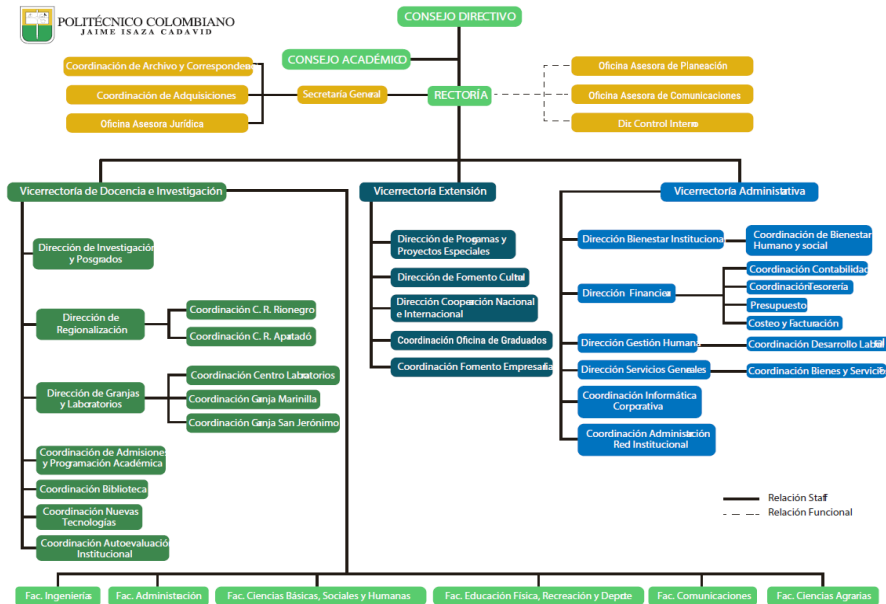 POLITÉCNICO COLOMBIANO
JAIME ISAZA CADAVID
CONSEJO DIRECTIVO
CONSEJO ACADÉMICO
Coordinación de Archivo y Corresponden
Coordinación de Adquisiciones
Oficina Asesora Jurídica
Secretaría General
RECTORÍA
Oficina Asesora de Planeación
Oficina Asesora de Comunicaciones
Dir. Control Interno
Vicerrectoría de Docencia e Investigación
Vicerrectoría Extensión
Vicerrectoría Administrativa
Dirección de Investigación
y Posgrados
Dirección de
Regionalización
Coordinación C. R. Rionegro
Coordinación C. R. Apartadó
Dirección de Granjas
y Laboratorios
Coordinación Centro Laboratorios
Coordinación Granja Marinilla
Coordinación Granja San Jerónimo
Coordinación de Admisiones
y Programación Académica
Coordinación Biblioteca
Coordinación Nuevas
Tecnologías
Coordinación Autoevaluación
Institucional
Dirección de Programas y
Proyectos Especiales
Dirección de Fomento Cultural
Dirección Cooperación Nacional
e Internacional
Coordinación Oficina de Graduados
Coordinación Fomento Empresarial
Dirección Bienestar Institucional
Coordinación de Bienestar
Humano y social
Dirección Financiera
Coordinación Contabilidad
Coordinación Tesorería
Presupuesto
Costeo y Facturación
Dirección Gestión Humana
Coordinación Desarrollo Laboral
Dirección Servicios Generales
Coordinación Bienes y Servicios
Coordinación Informática
Corporativa
Coordinación Administración
Red Institucional
Relación Staff
Relación Funcional
Fac. Ingenierías
Fac. Administración
Fac. Ciencias Básicas, Sociales y Humanas
Fac. Educación Física, Recreación y Deporte
Fac. Comunicaciones
Fac. Ciencias Agrarias